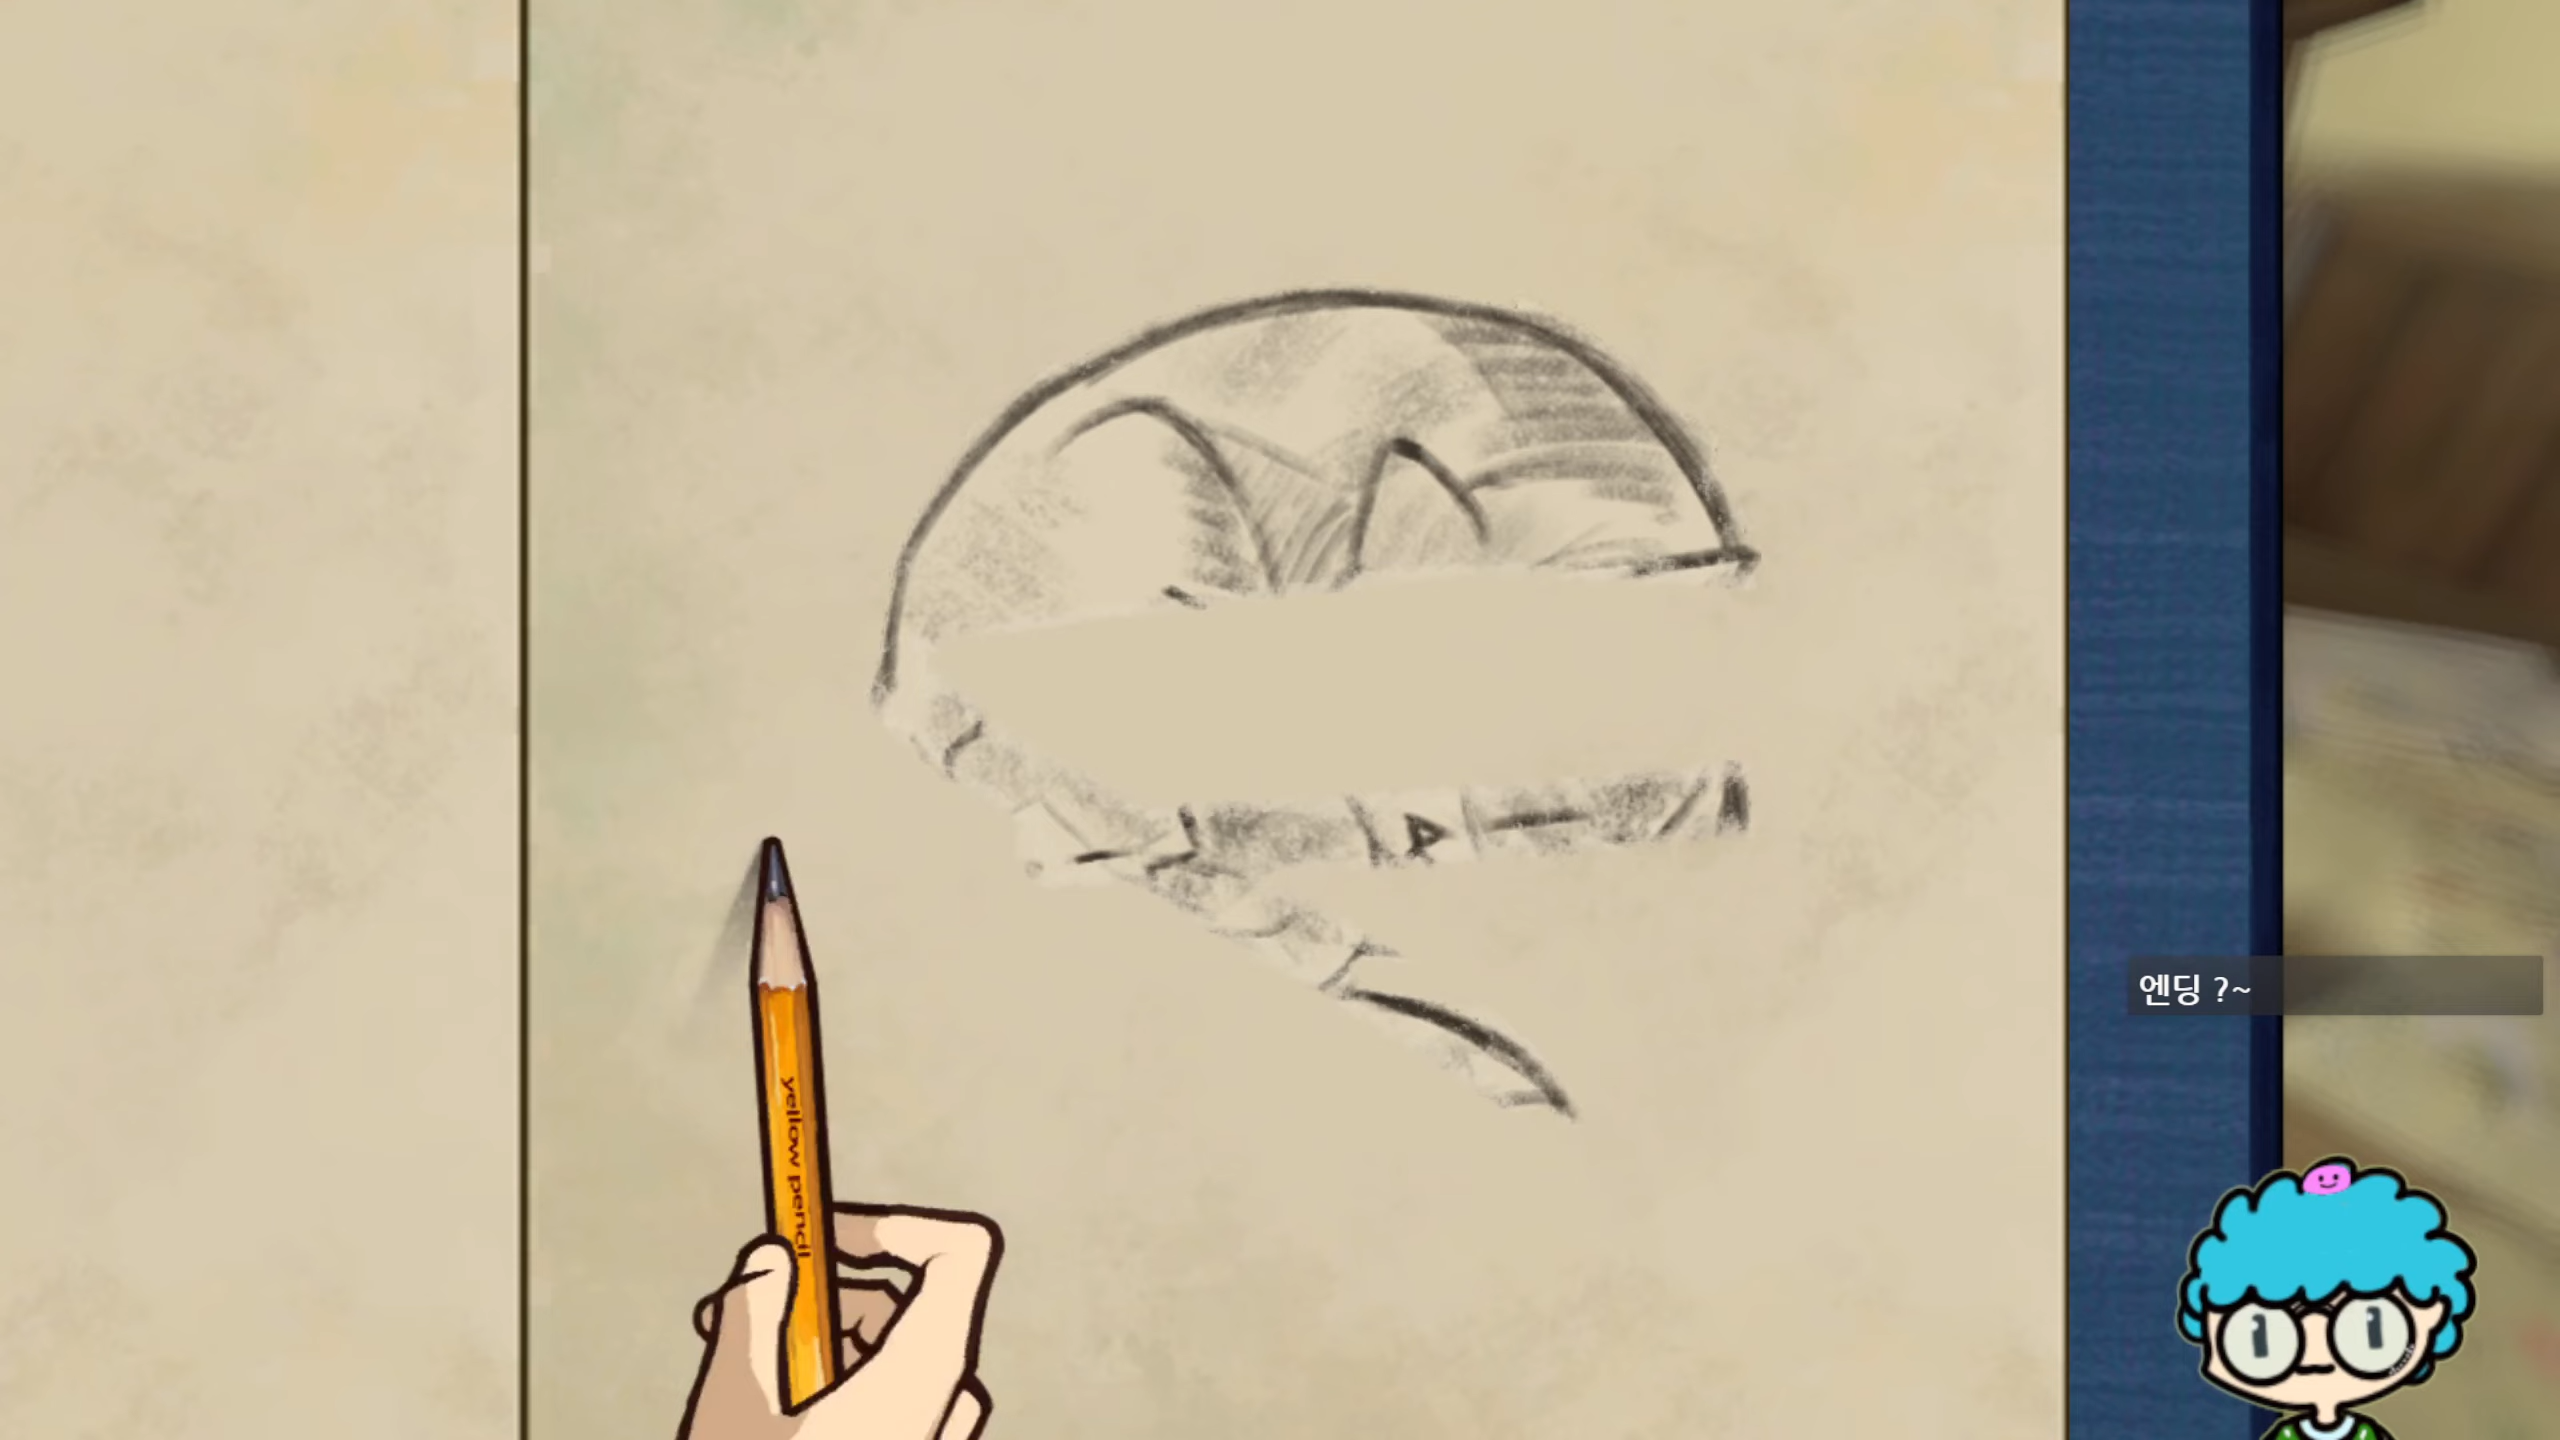 엔딩 ?~
yellow pencil